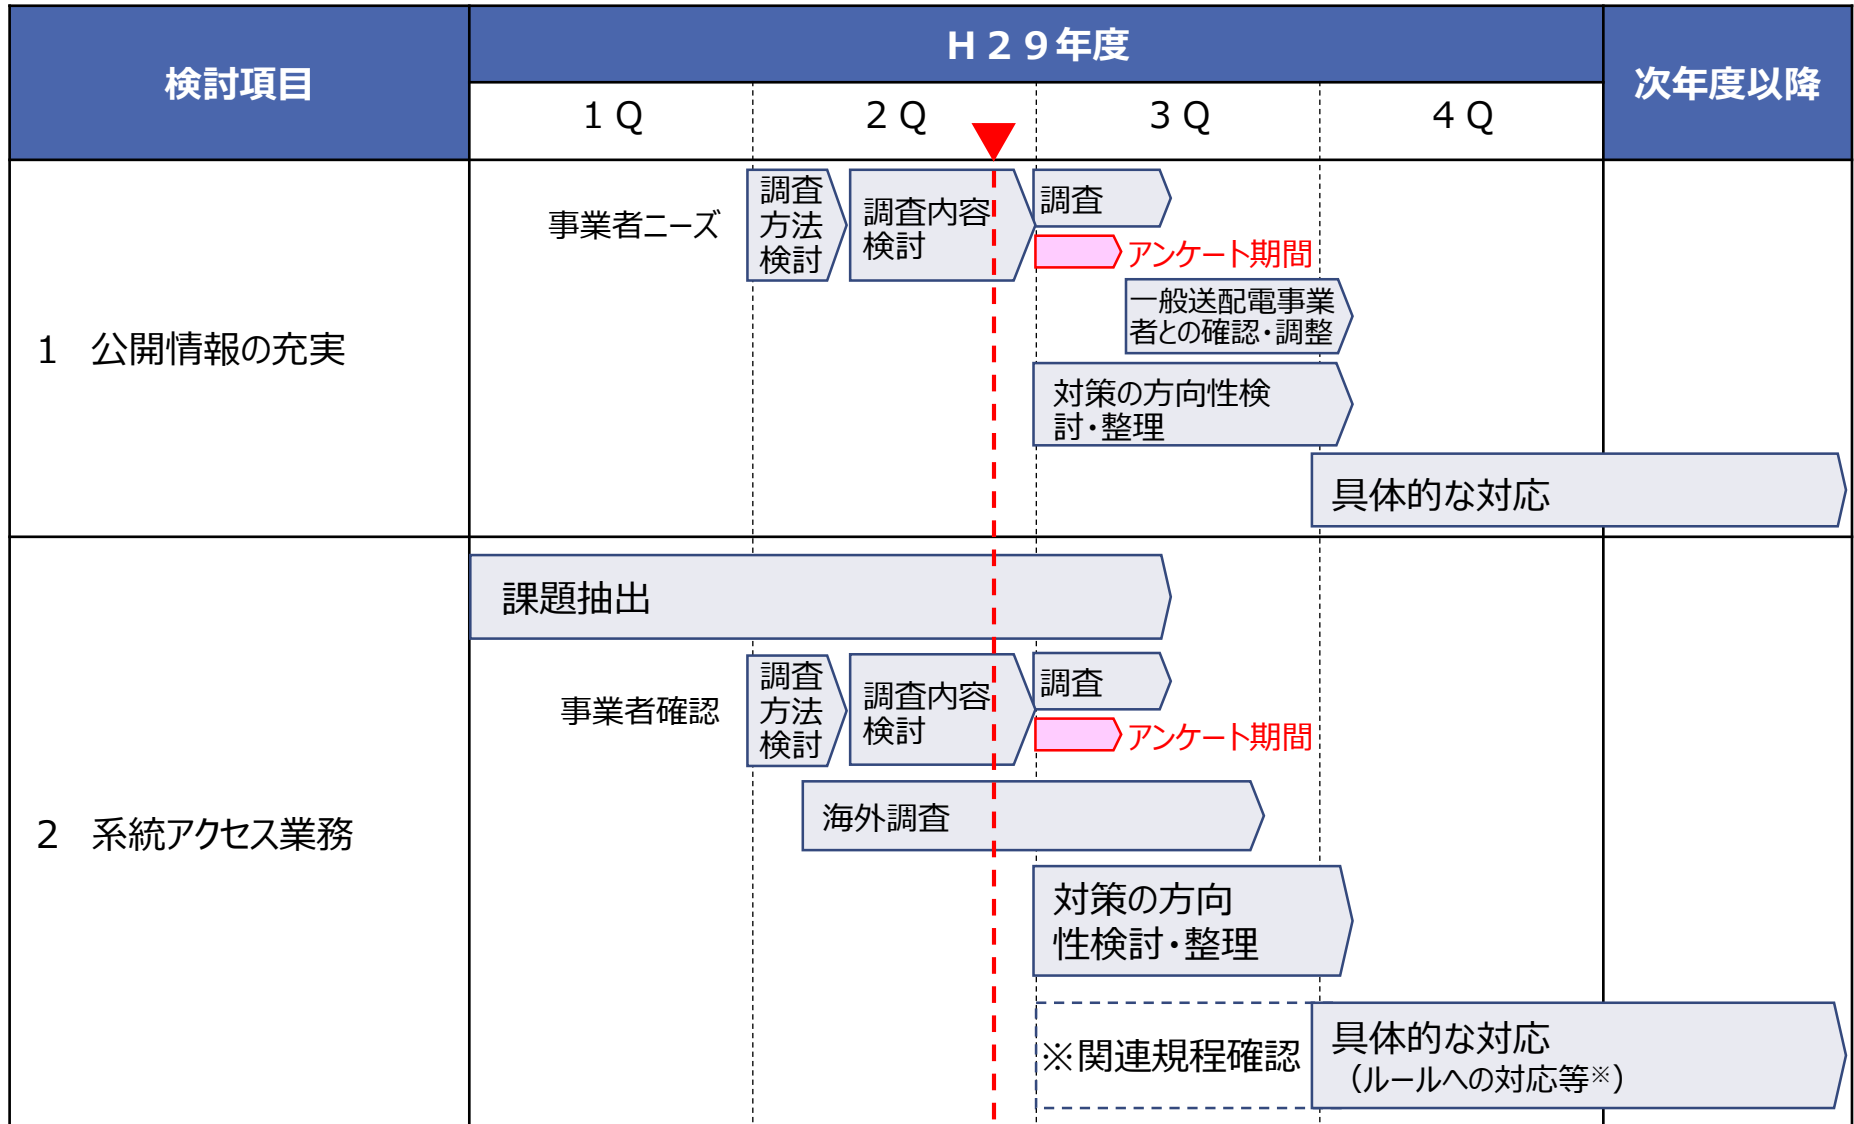 検討項目
Ｈ２９年度
次年度以降
１Ｑ
２Ｑ
３Ｑ
４Ｑ
1 公開情報の充実
事業者ニーズ
調査
方法
検討
調査内容
検討
調査
アンケート期間
一般送配電事業
者との確認・調整
対策の方向性検
討・整理
具体的な対応
2 系統アクセス業務
課題抽出
事業者確認
調査
方法
検討
調査内容
検討
調査
アンケート期間
海外調査
対策の方向
性検討・整理
※関連規程確認
具体的な対応
（ルールへの対応等※）